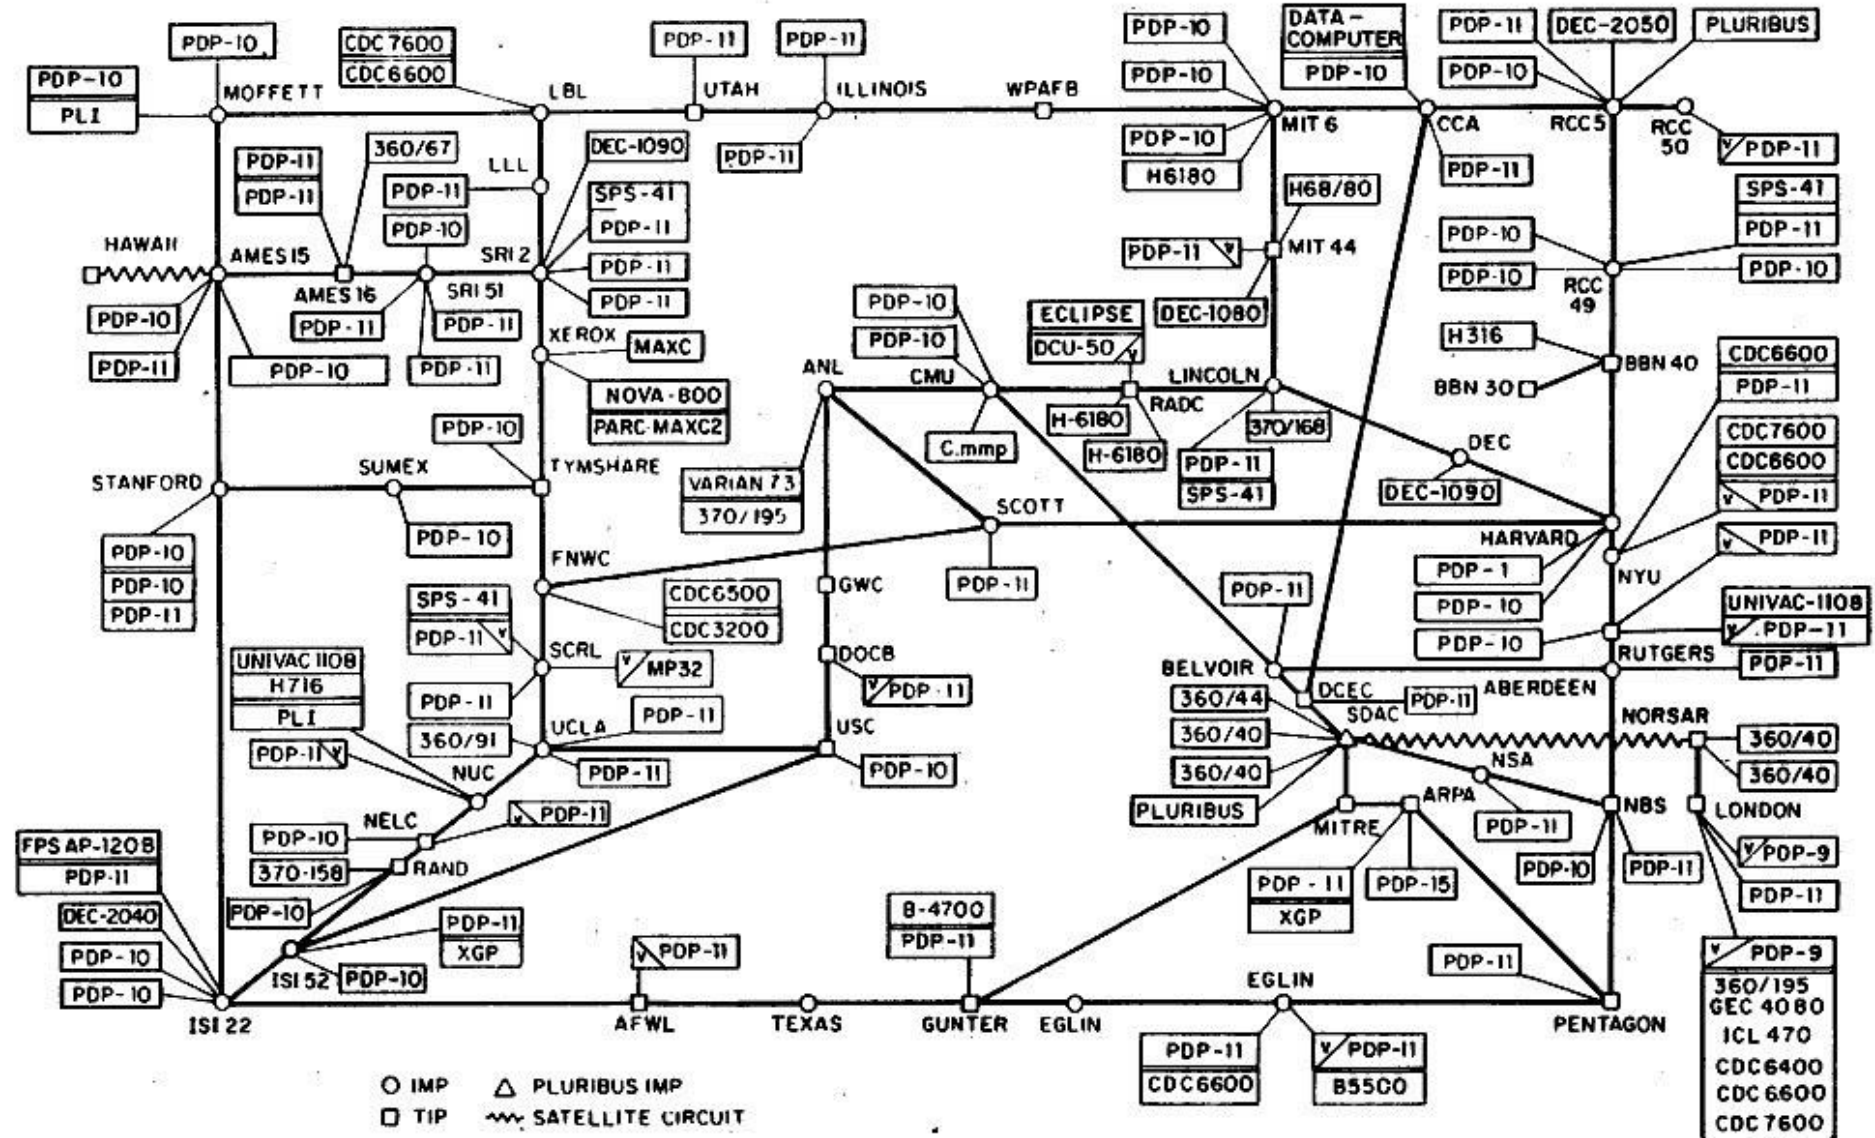 PDP-10
CDC 7600
CDC 6600
PDP-11
PDP-11
PDP-10
DATA-
COMPUTER
PDP-10
PDP-11
DEC-2050
PLURIBUS
PDP-10
PLI
MOFFETT
LBL
UTAH
ILLINOIS
WPAFB
PDP-10
PDP-10
MIT 6
CCA
RCC 5
RCC
50
PDP-10
PDP-11
360/67
LLL
DEC-1090
PDP-11
PDP-10
H6180
PDP-11
V PDP-11
PDP-11
PDP-11
SPS-41
PDP-11
H68/80
SPS-41
PDP-11
PDP-10
HAWAII
AMES 15
AMES 16
SRI 51
SRI 2
PDP-11
PDP-11 V
MIT 44
PDP-10
PDP-10
RCC
49
PDP-10
PDP-10
PDP-11
PDP-11
PDP-11
PDP-10
DEC-1080
PDP-11
PDP-10
PDP-11
XEROX
MAXC
PDP-10
ECLIPSE
DCU-50 V
H316
BBN 40
CDC6600
PDP-11
NOVA-800
PARC-MAXC2
ANL
CMU
RADC
LINCOLN
BBN 30
PDP-10
C.mmp
H-6180
H-6180
370/168
DEC
CDC7600
CDC6600
V PDP-11
STANFORD
SUMEX
TYMSHARE
VARIAN 73
370/195
PDP-11
SPS-41
DEC-1090
SCOTT
V PDP-11
PDP-10
PDP-10
PDP-11
PDP-10
FNWC
HARVARD
NYU
SPS-41
PDP-11 V
CDC6500
CDC3200
GWC
PDP-11
PDP-11
PDP-1
PDP-10
UNIVAC-1108
V PDP-11
UNIVAC 1108
H716
PLI
SCRL
V MP32
DOCB
V PDP-11
BELVOIR
PDP-10
RUTGERS
PDP-11
PDP-11
PDP-11
ABERDEEN
360/44
DCEC
PDP-11
UCLA
360/91
USC
SDAC
NORSAR
PDP-11 V
PDP-11
PDP-10
360/40
360/40
360/40
360/40
NUC
NSA
PLURIBUS
MITRE
ARPA
PDP-11
NBS
LONDON
NELC
V PDP-11
PDP-10
FPS AP-120B
PDP-11
370-158
RAND
PDP-11
XGP
PDP-15
PDP-10
PDP-11
V PDP-9
PDP-11
DEC-2040
PDP-10
PDP-11
XGP
B-4700
PDP-11
PDP-10
PDP-10
ISI 52
PDP-10
V PDP-11
EGLIN
PDP-11
V PDP-9
360/195
GEC 4080
ICL 470
CDC6400
CDC 6600
CDC 7600
ISI 22
AFWL
TEXAS
GUNTER
EGLIN
PENTAGON
PDP-11
CDC6600
V PDP-11
B5500
IMP
PLURIBUS IMP
TIP
SATELLITE CIRCUIT